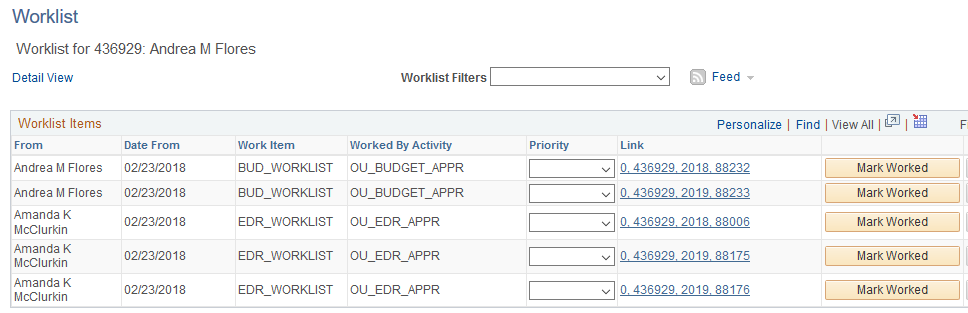 Worklist
Worklist for 436929: Andrea M Flores
Detail View Worklist Filters Feed
Worklist Items Personalize | Find | View All | | F
From Date From Work Item Worked By Activity Priority Link
Andrea M Flores 02/23/2018 BUD_WORKLIST OU_BUDGET_APPR 0, 436929, 2018, 88232 Mark Worked
Andrea M Flores 02/23/2018 BUD_WORKLIST OU_BUDGET_APPR 0, 436929, 2019, 88233 Mark Worked
Amanda K
McClurkin 02/23/2018 EDR_WORKLIST OU_EDR_APPR 0, 436929, 2018, 88006 Mark Worked
Amanda K
McClurkin 02/23/2018 EDR_WORKLIST OU_EDR_APPR 0, 436929, 2019, 88175 Mark Worked
Amanda K
McClurkin 02/23/2018 EDR_WORKLIST OU_EDR_APPR 0, 436929, 2019, 88176 Mark Worked